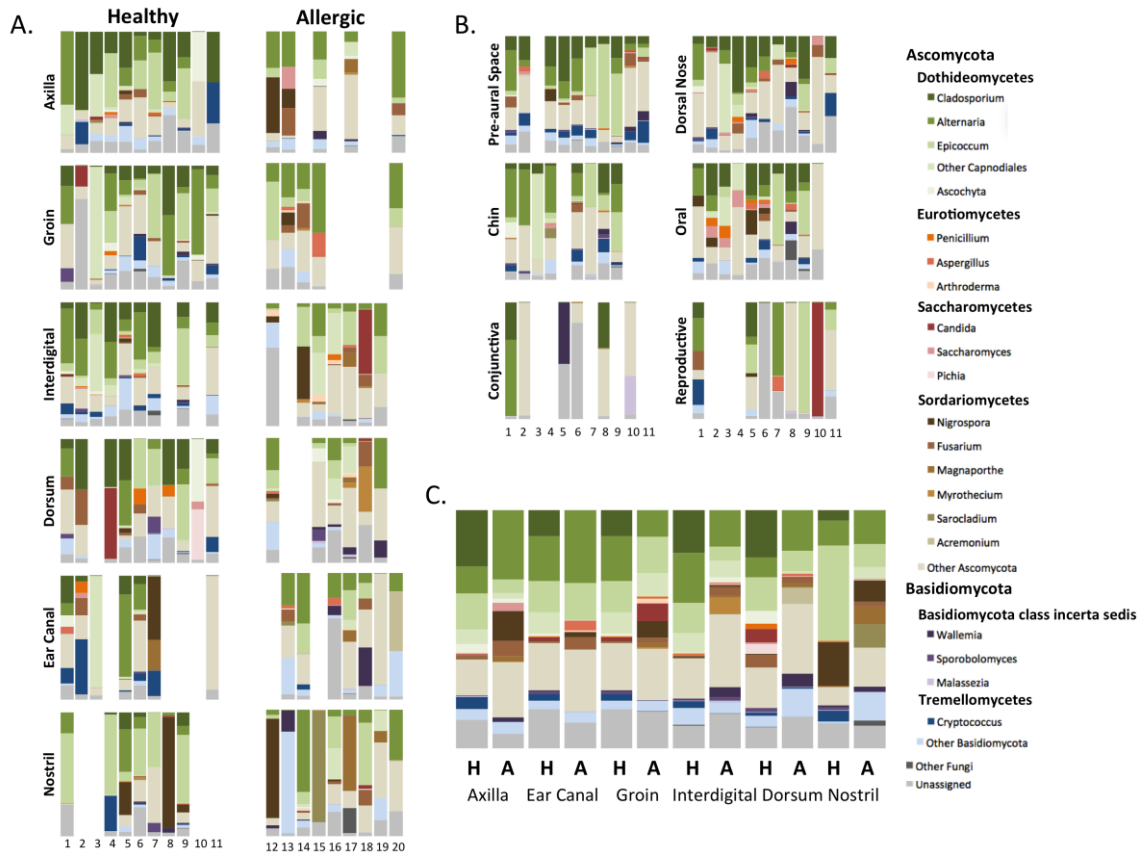 A.
Healthy
Allergic
Axilla
Groin
Interdigital
Dorsum
Ear Canal
Nostril
1 2 3 4 5 6 7 8 9 10 11
12 13 14 15 16 17 18 19 20
B.
Pre-aural Space
Dorsal Nose
Chin
Oral
Conjunctiva
Reproductive
1 2 3 4 5 6 7 8 9 10 11
1 2 3 4 5 6 7 8 9 10 11
C.
H A H A H A H A H A H A
Axilla Ear Canal Groin Interdigital Dorsum Nostril
Ascomycota
Dothideomycetes
Cladosporium
Alternaria
Epicoccum
Other Capnodiales
Ascochyta
Eurotiomycetes
Penicillium
Aspergillus
Arthroderma
Saccharomycetes
Candida
Saccharomyces
Pichia
Sordariomycetes
Nigrospora
Fusarium
Magnaporthe
Myrothecium
Sarocladium
Acremonium
Other Ascomycota
Basidiomycota
Basidiomycota class incerta sedis
Wallemia
Sporobolomyces
Malassezia
Tremellomycetes
Cryptococcus
Other Basidiomycota
Other Fungi
Unassigned